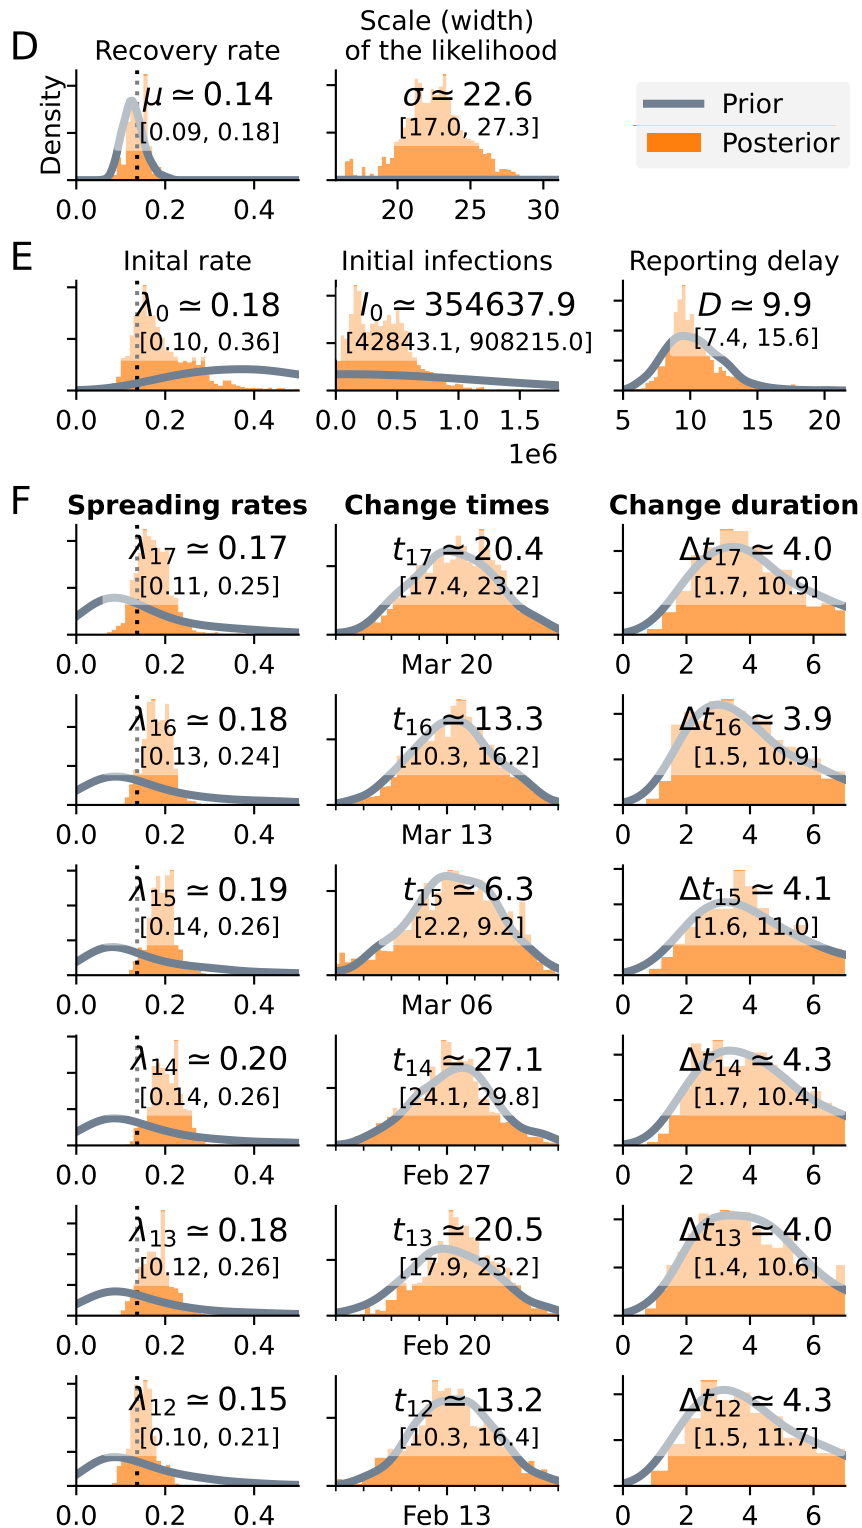 D
Recovery rate
Scale (width)
of the likelihood
Density
μ ≃ 0.14
[0.09, 0.18]
σ ≃ 22.6
[17.0, 27.3]
Prior
Posterior
0.0 0.2 0.4
20 25 30
E
Inital rate
Initial infections
Reporting delay
λ0 ≃ 0.18
[0.10, 0.36]
I0 ≃ 354637.9
[42843.1, 908215.0]
D ≃ 9.9
[7.4, 15.6]
0.0 0.2 0.4
0.0 0.5 1.0 1.5
1e6
5 10 15 20
F
Spreading rates
Change times
Change duration
λ17 ≃ 0.17
[0.11, 0.25]
t17 ≃ 20.4
[17.4, 23.2]
Δt17 ≃ 4.0
[1.7, 10.9]
0.0 0.2 0.4
Mar 20
0 2 4 6
λ16 ≃ 0.18
[0.13, 0.24]
t16 ≃ 13.3
[10.3, 16.2]
Δt16 ≃ 3.9
[1.5, 10.9]
0.0 0.2 0.4
Mar 13
0 2 4 6
λ15 ≃ 0.19
[0.14, 0.26]
t15 ≃ 6.3
[2.2, 9.2]
Δt15 ≃ 4.1
[1.6, 11.0]
0.0 0.2 0.4
Mar 06
0 2 4 6
λ14 ≃ 0.20
[0.14, 0.26]
t14 ≃ 27.1
[24.1, 29.8]
Δt14 ≃ 4.3
[1.7, 10.4]
0.0 0.2 0.4
Feb 27
0 2 4 6
λ13 ≃ 0.18
[0.12, 0.26]
t13 ≃ 20.5
[17.9, 23.2]
Δt13 ≃ 4.0
[1.4, 10.6]
0.0 0.2 0.4
Feb 20
0 2 4 6
λ12 ≃ 0.15
[0.10, 0.21]
t12 ≃ 13.2
[10.3, 16.4]
Δt12 ≃ 4.3
[1.5, 11.7]
0.0 0.2 0.4
Feb 13
0 2 4 6